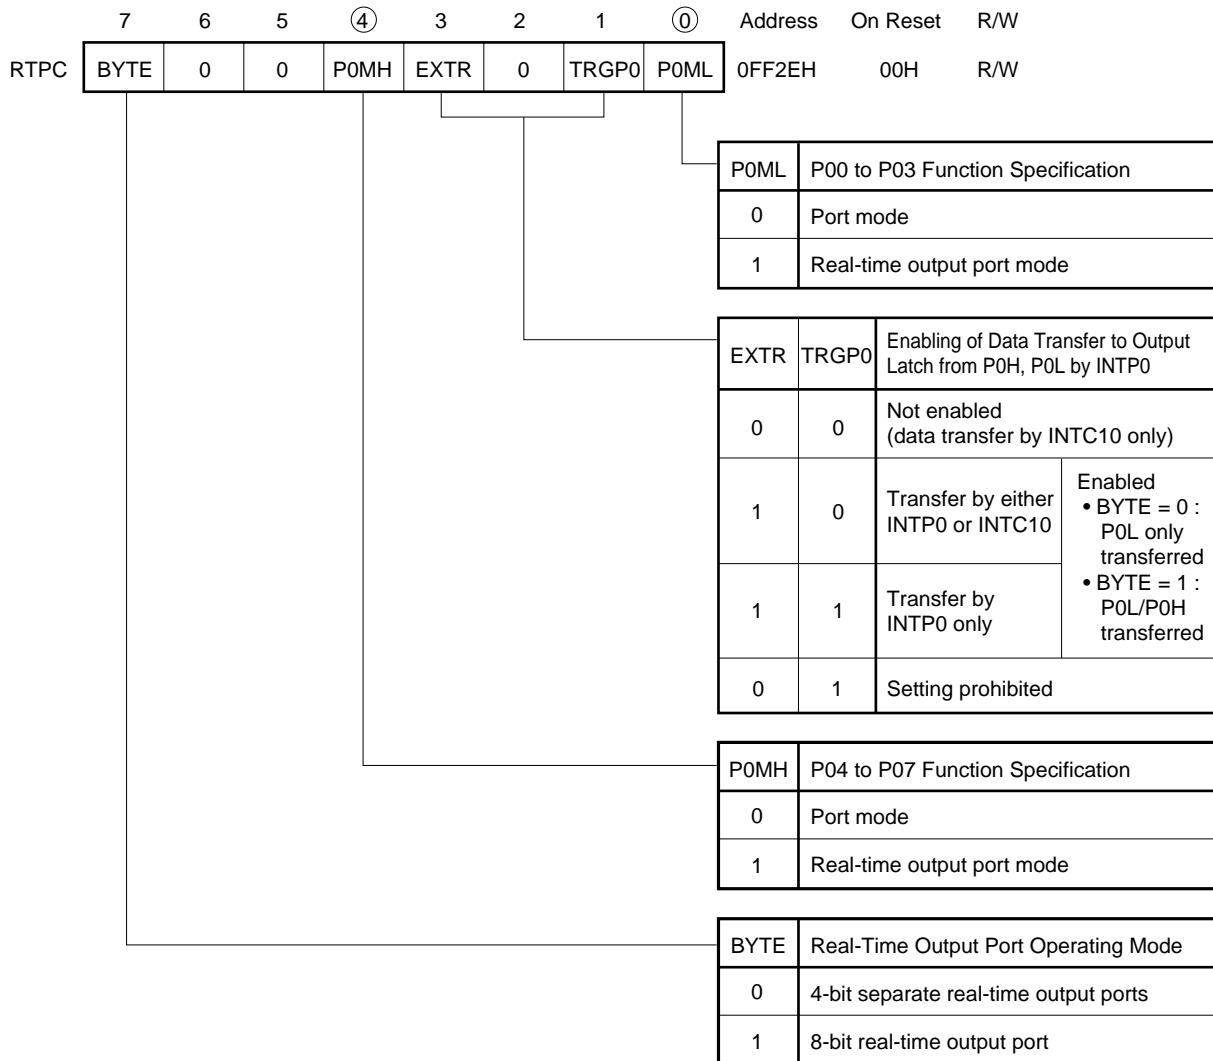 7 6 5 ④ 3 2 1 ⓪ Address On Reset R/W
RTPC BYTE 0 0 P0MH EXTR 0 TRGP0 P0ML 0FF2EH 00H R/W
P0ML P00 to P03 Function Specification
0 Port mode
1 Real-time output port mode
EXTR TRGP0 Enabling of Data Transfer to Output
Latch from P0H, P0L by INTP0
0 0 Not enabled
(data transfer by INTC10 only)
1 0 Transfer by either
INTP0 or INTC10
Enabled
• BYTE = 0 :
P0L only
transferred
• BYTE = 1 :
P0L/P0H
transferred
1 1 Transfer by
INTP0 only
0 1 Setting prohibited
P0MH P04 to P07 Function Specification
0 Port mode
1 Real-time output port mode
BYTE Real-Time Output Port Operating Mode
0 4-bit separate real-time output ports
1 8-bit real-time output port